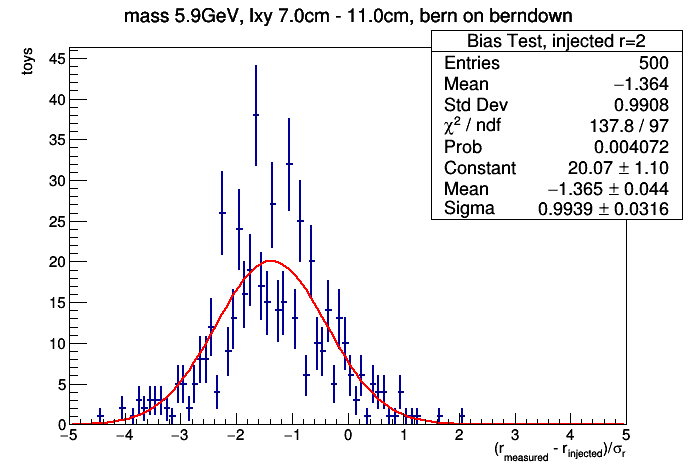 mass 5.9GeV, lxy 7.0cm - 11.0cm, bern on berndown
Bias Test, injected r=2
Entries 500
Mean −1.364
Std Dev 0.9908
χ² / ndf 137.8 / 97
Prob 0.004072
Constant 20.07 ± 1.10
Mean −1.365 ± 0.044
Sigma 0.9939 ± 0.0316
toys
45
40
35
30
25
20
15
10
5
0
−5 −4 −3 −2 −1 0 1 2 3 4 5
(r_measured - r_injected)/σ_r